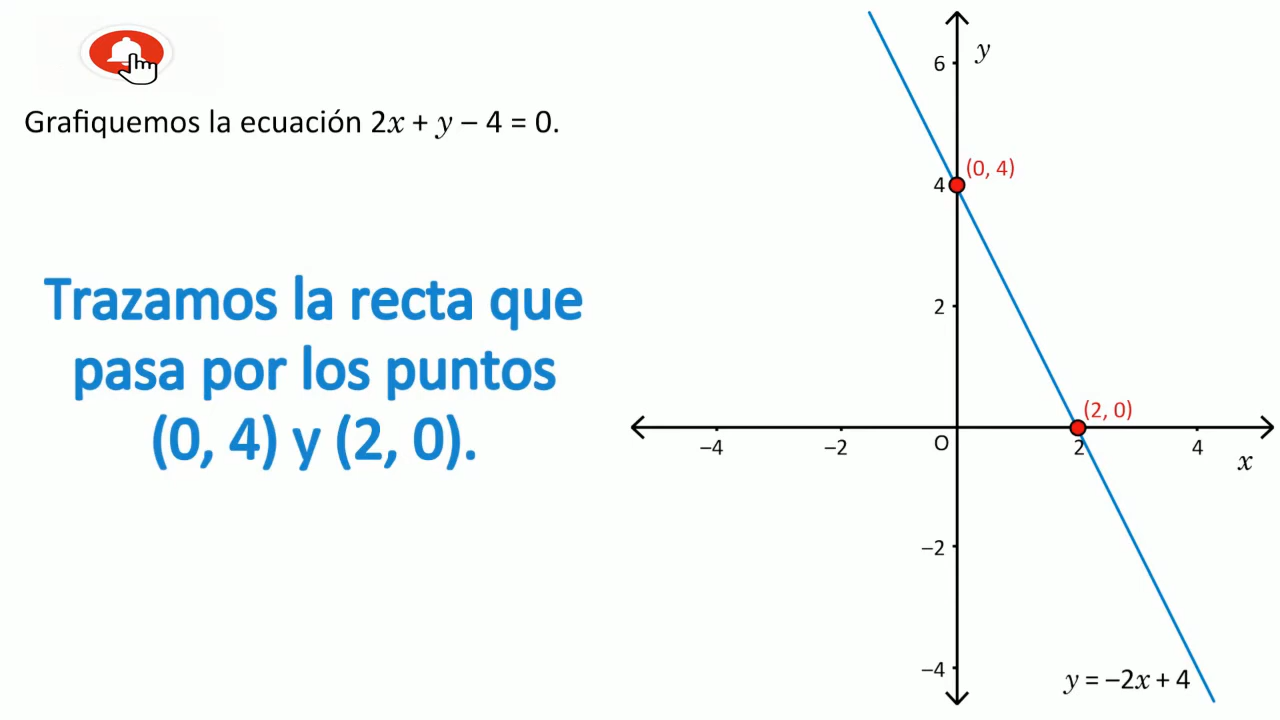 Grafiquemos la ecuación 2x + y – 4 = 0.
Trazamos la recta que
pasa por los puntos
(0, 4) y (2, 0).
y
6
(0, 4)
4
2
(2, 0)
–4
–2
O
2
4
x
–2
–4
y = –2x + 4